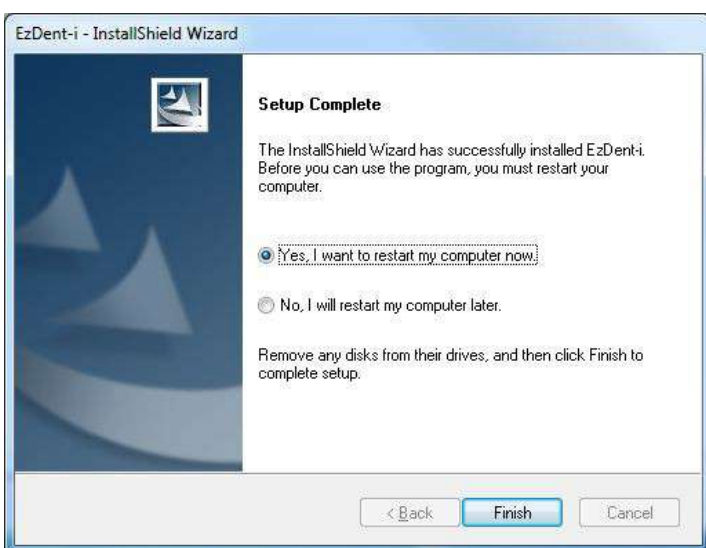 EzDent-i - InstallShield Wizard
Setup Complete
The InstallShield Wizard has successfully installed EzDent-i.
Before you can use the program, you must restart your
computer.
Yes, I want to restart my computer now.
No, I will restart my computer later.
Remove any disks from their drives, and then click Finish to
complete setup.
< Back
Finish
Cancel